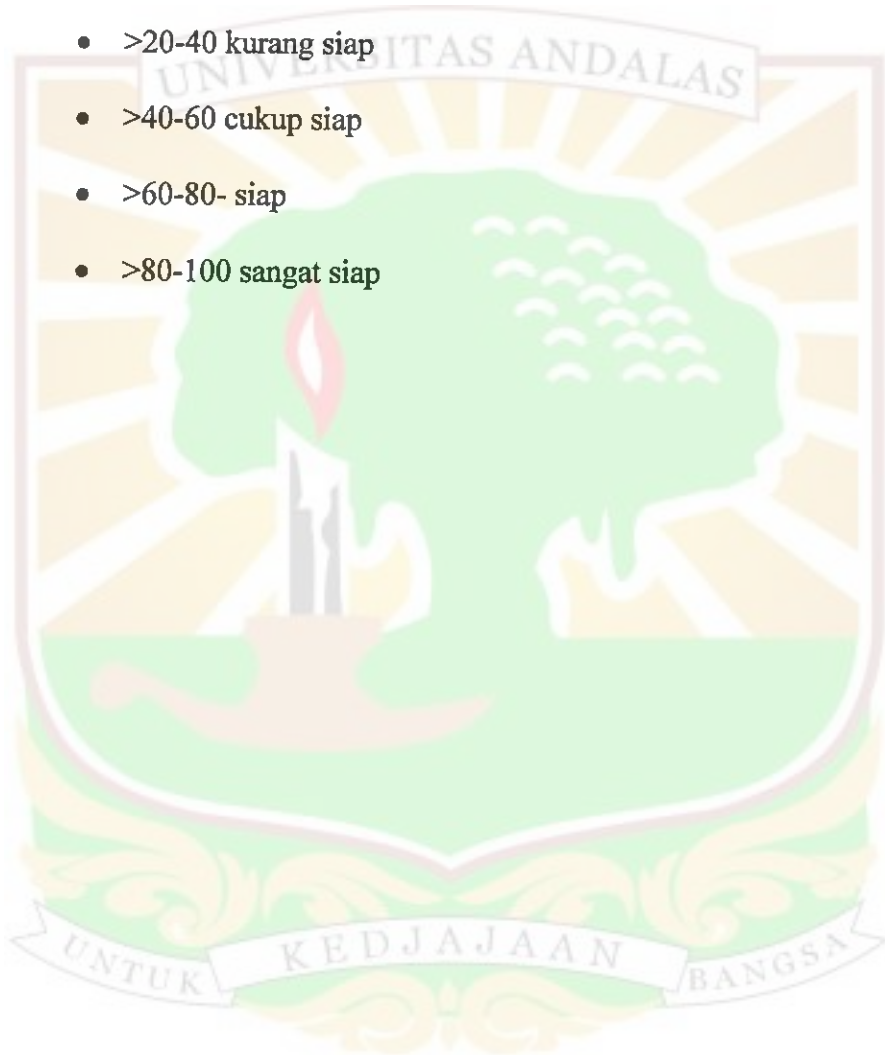 • >20-40 kurang siap
UNIVERSITAS ANDALAS
• >40-60 cukup siap
• >60-80- siap
• >80-100 sangat siap
UNTUK KEDJAJAAN BANGSA